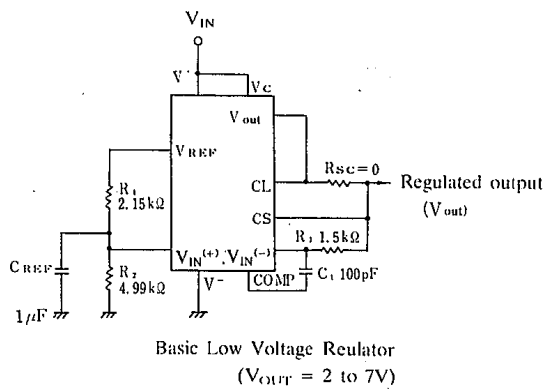 VIN
V+ VC
Vout
VREF
R1
2.15kΩ
RSC=0
CL
Regulated output
(Vout)
CS
R3 1.5kΩ
VIN(+) VIN(-)
CREF
R2
4.99kΩ
V-
COMP
C1 100pF
1μF
Basic Low Voltage Reulator
(VOUT = 2 to 7V)